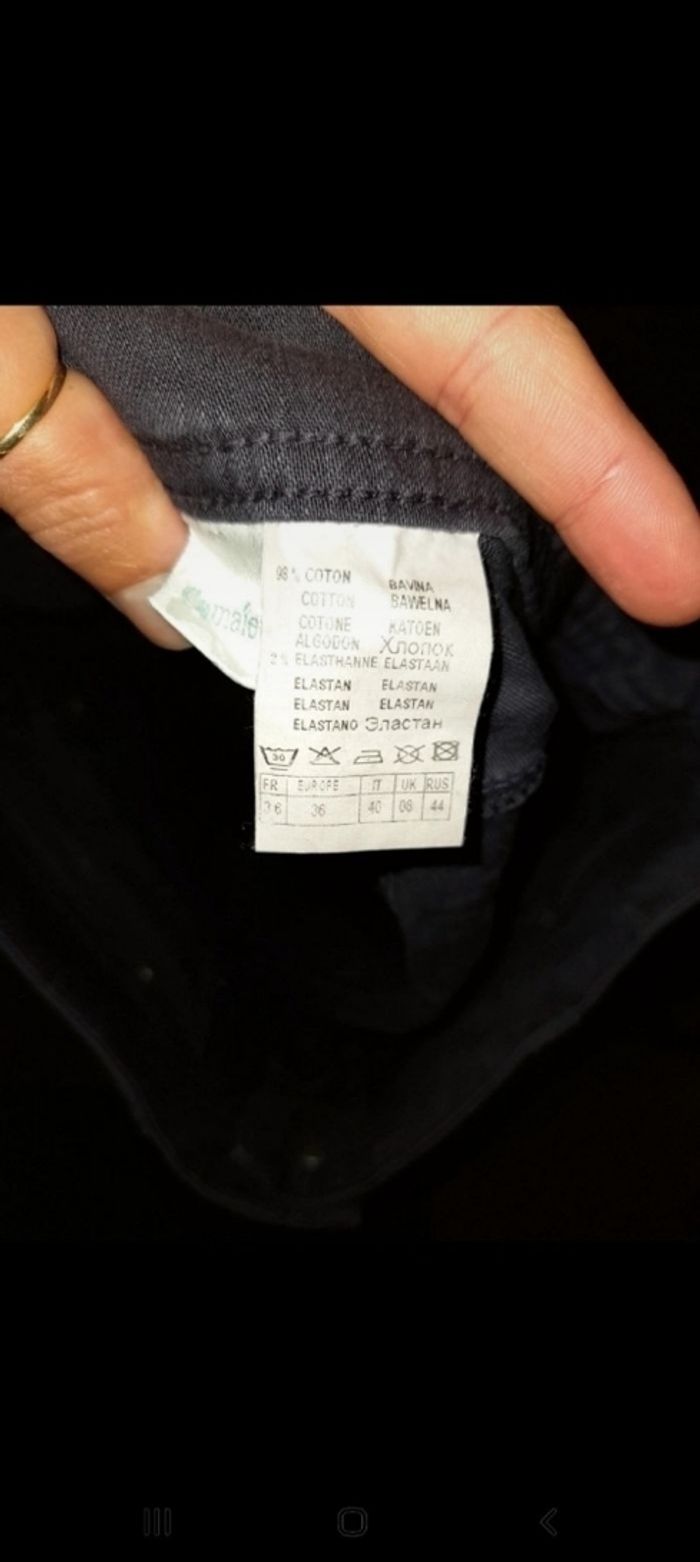 98% COTON BAVLNA
COTTON BAWELNA
COTONE KATOEN
ALGODON Хлопок
2% ELASTHANNE ELASTAAN
ELASTAN ELASTAN
ELASTAN ELASTAN
ELASTANO Эластан
30
FR EUROPE IT UK RUS
36 36 40 08 44